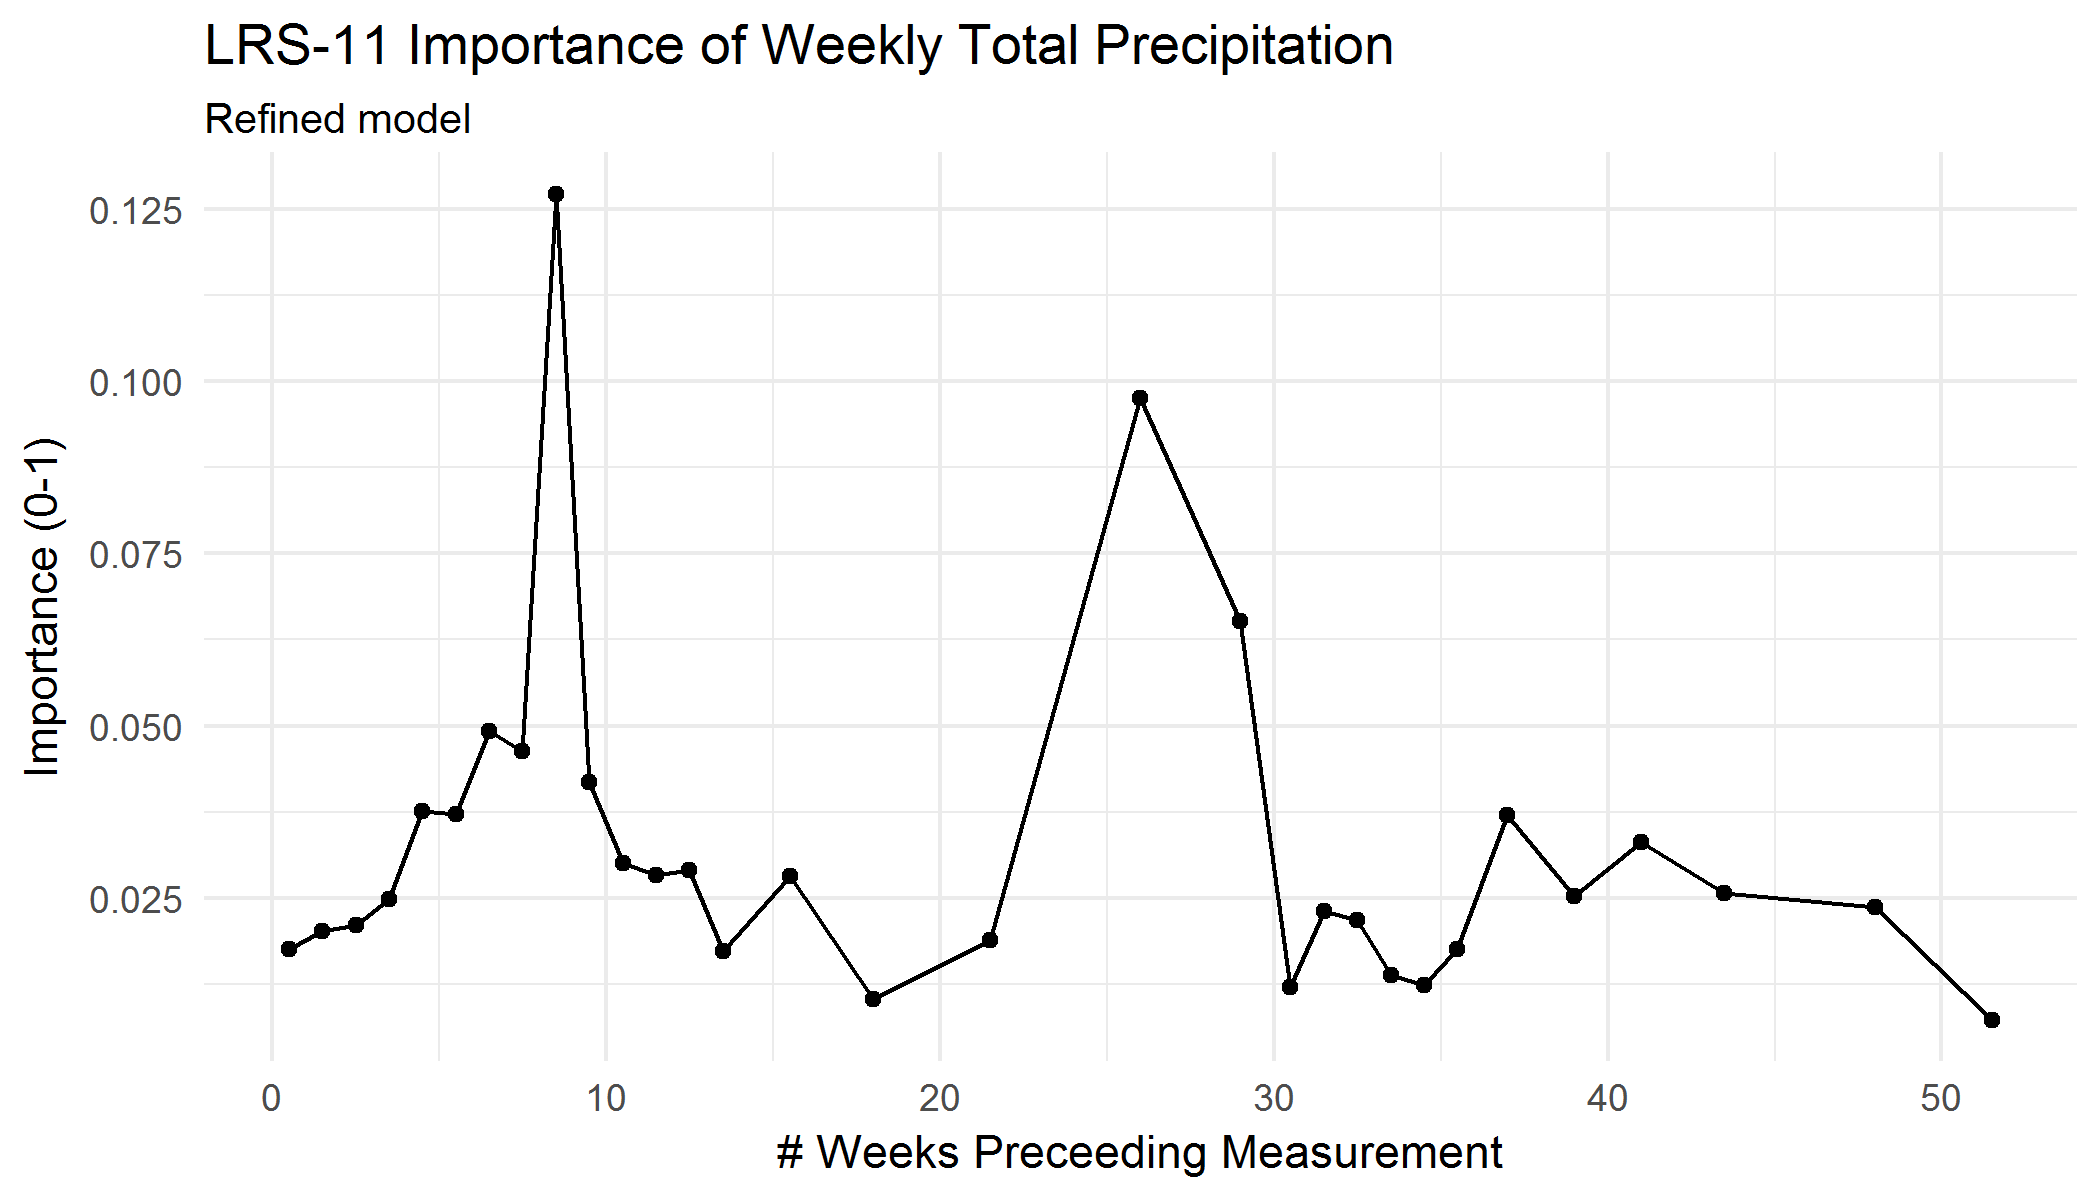 LRS-11 Importance of Weekly Total Precipitation
Refined model
Importance (0-1)
0.125
0.100
0.075
0.050
0.025
0 10 20 30 40 50
# Weeks Preceeding Measurement